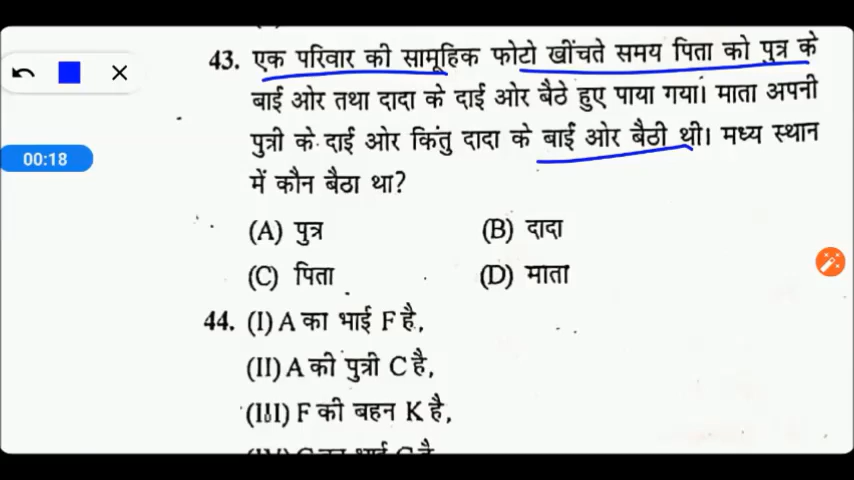 43. एक परिवार की सामूहिक फोटो खींचते समय पिता को पुत्र के
बाईं ओर तथा दादा के दाईं ओर बैठे हुए पाया गया। माता अपनी
पुत्री के दाईं ओर किंतु दादा के बाईं ओर बैठी थी। मध्य स्थान
में कौन बैठा था?
(A) पुत्र (B) दादा
(C) पिता (D) माता
44. (I) A का भाई F है,
(II) A की पुत्री C है,
(III) F की बहन K है,
00:18